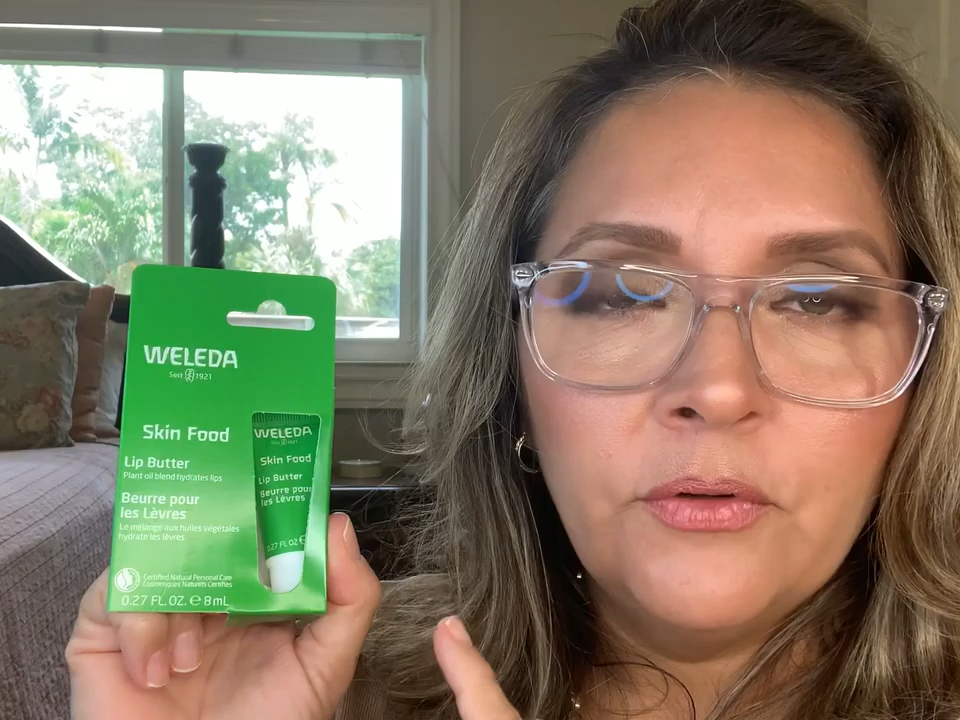 WELEDA
Seit 1921
Skin Food
Lip Butter
Plant oil blend hydrates lips
Beurre pour
les Lèvres
Le mélange aux huiles végétales
hydrate les lèvres
Certified Natural Personal Care
Cosmétiques Naturels Certifiés
0.27 FL. OZ. ℮ 8mL
WELEDA
Skin Food
Lip Butter
Beurre pour
les Lèvres
0.27 FL OZ ℮